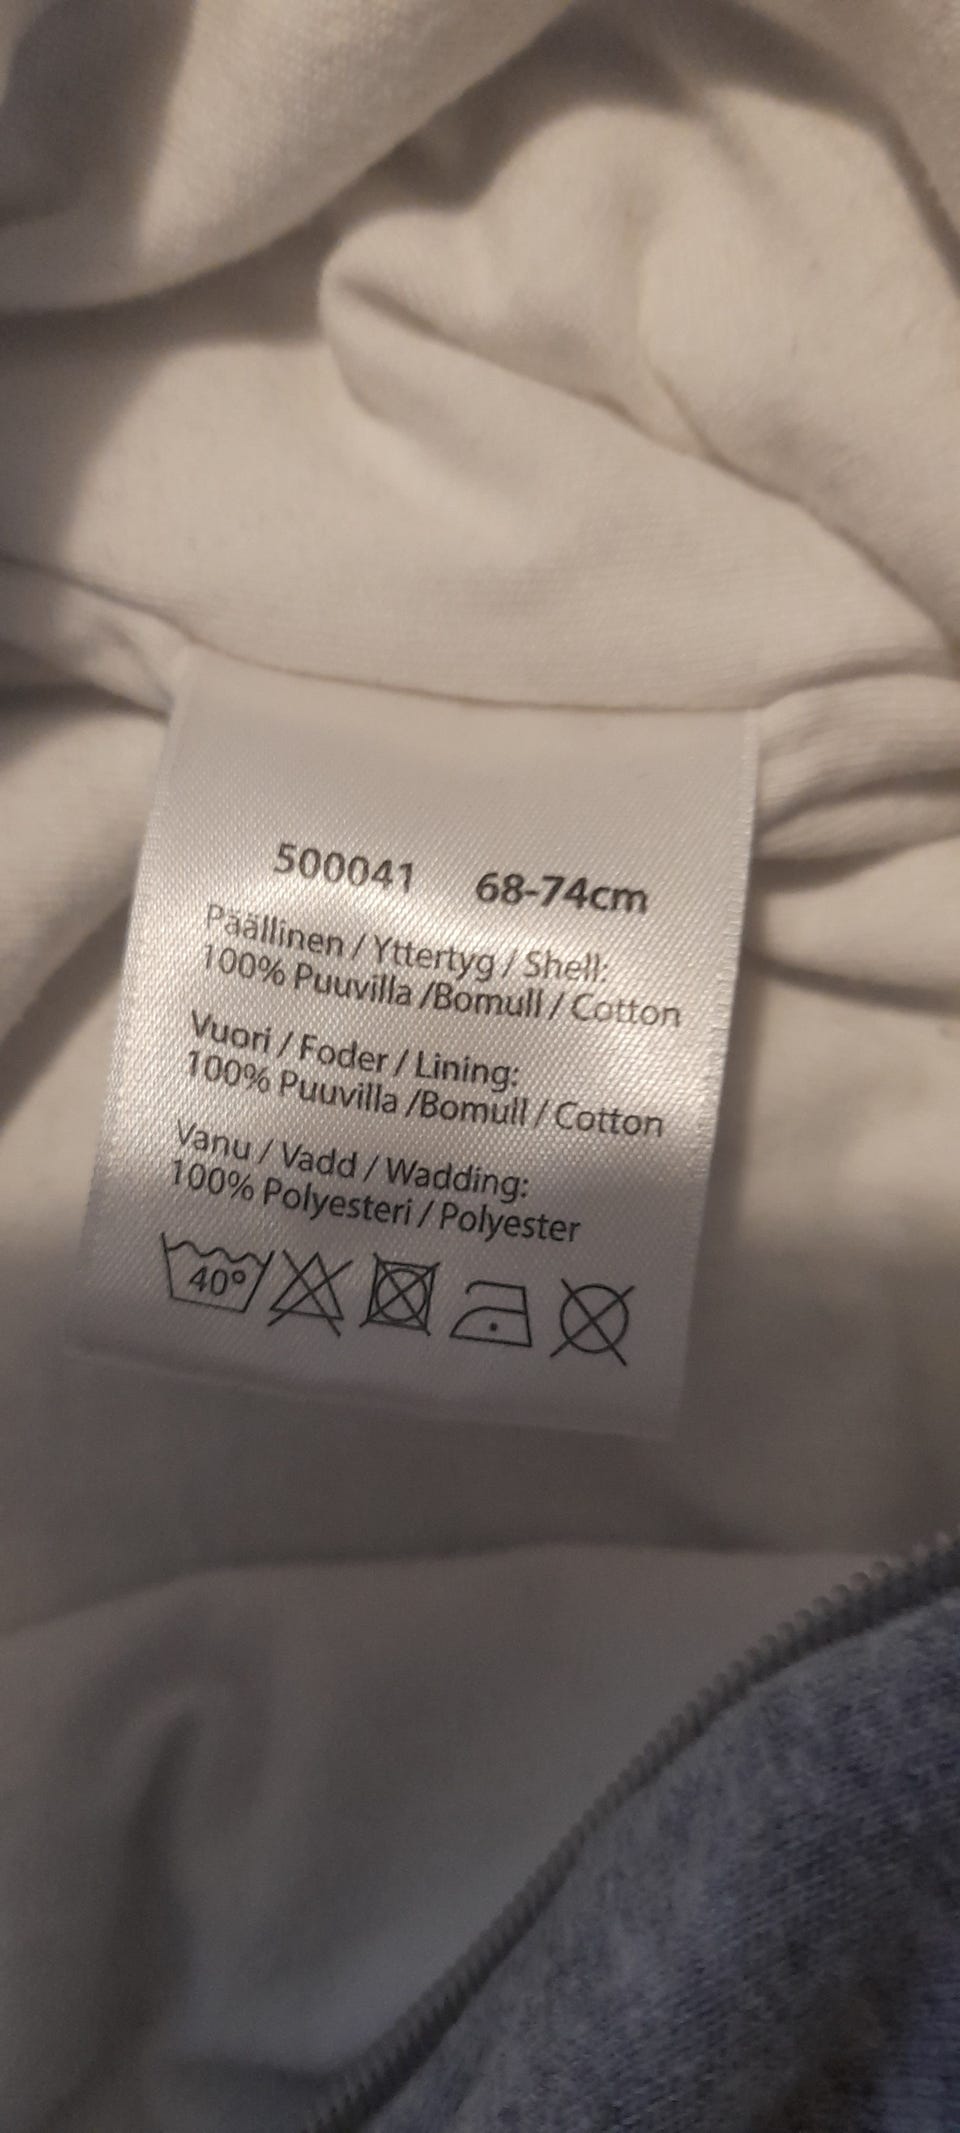 500041 68-74cm
Päällinen / Yttertyg / Shell:
100% Puuvilla /Bomull / Cotton
Vuori / Foder / Lining:
100% Puuvilla /Bomull / Cotton
Vanu / Vadd / Wadding:
100% Polyesteri / Polyester
40°